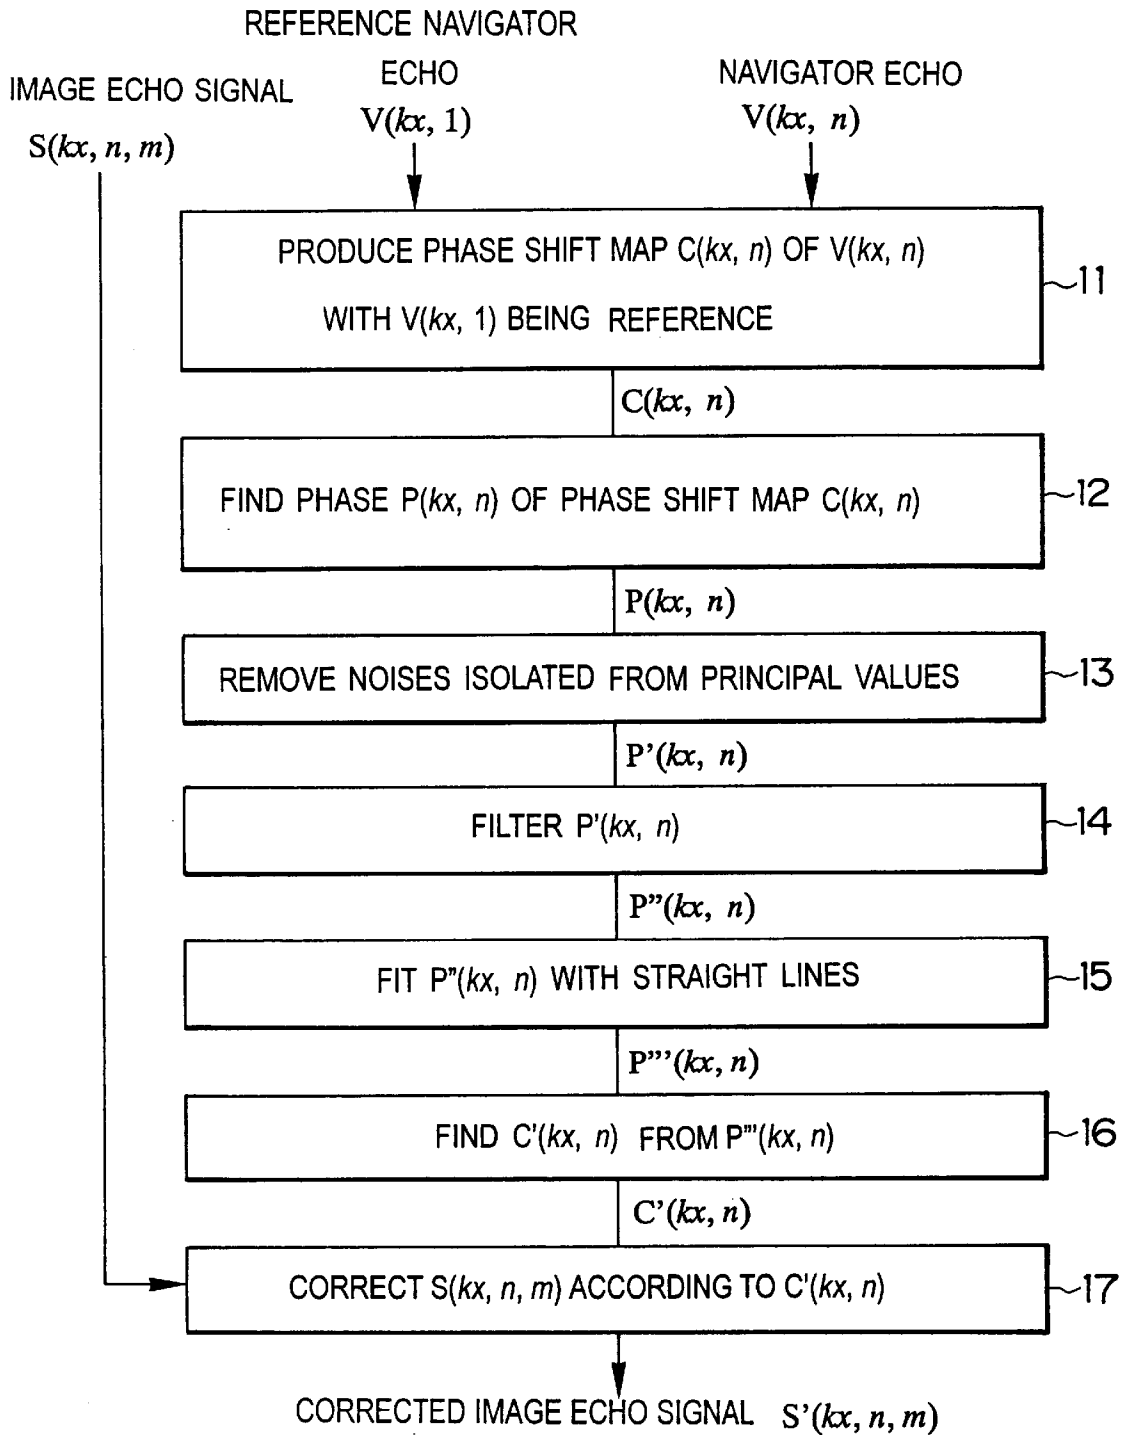 REFERENCE NAVIGATOR
ECHO
V(kx, 1)
NAVIGATOR ECHO
V(kx, n)
IMAGE ECHO SIGNAL
S(kx, n, m)
PRODUCE PHASE SHIFT MAP C(kx, n) OF V(kx, n)
WITH V(kx, 1) BEING REFERENCE
11
C(kx, n)
FIND PHASE P(kx, n) OF PHASE SHIFT MAP C(kx, n)
12
P(kx, n)
REMOVE NOISES ISOLATED FROM PRINCIPAL VALUES
13
P'(kx, n)
FILTER P'(kx, n)
14
P"(kx, n)
FIT P"(kx, n) WITH STRAIGHT LINES
15
P"'(kx, n)
FIND C'(kx, n) FROM P"'(kx, n)
16
C'(kx, n)
CORRECT S(kx, n, m) ACCORDING TO C'(kx, n)
17
CORRECTED IMAGE ECHO SIGNAL S'(kx, n, m)